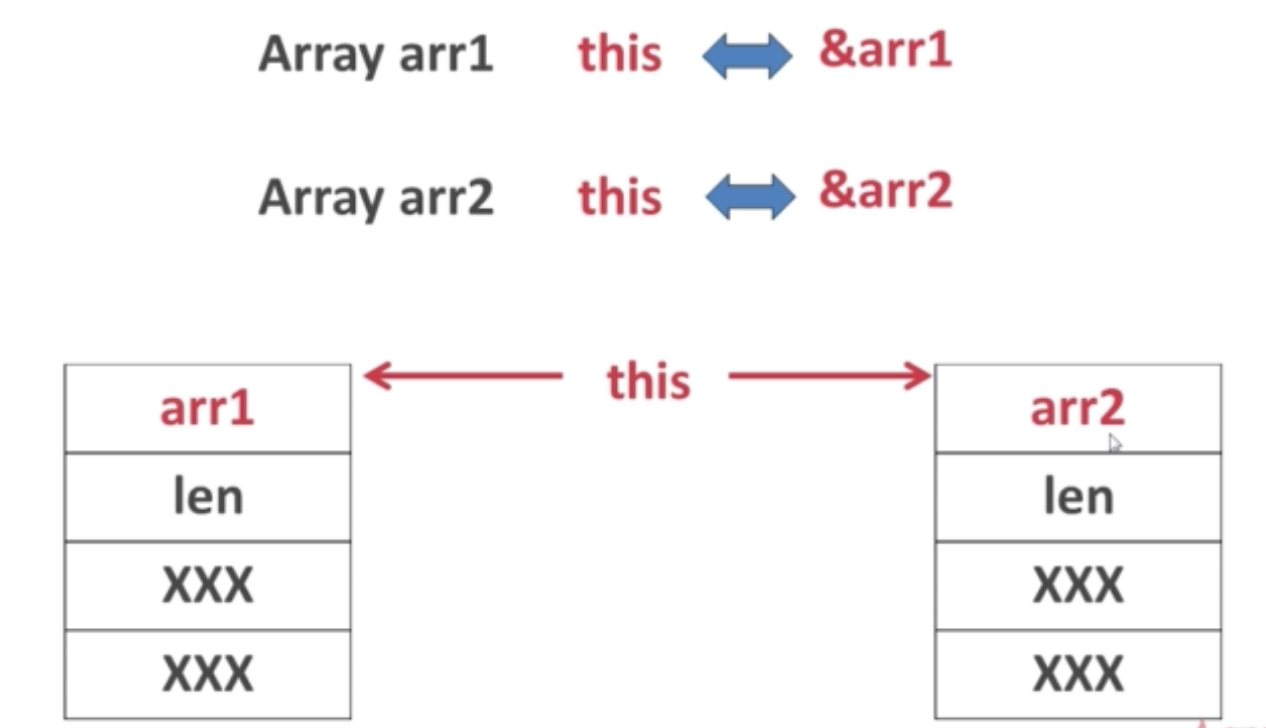 Array arr1 this &arr1
Array arr2 this &arr2
this
arr1
len
XXX
XXX
arr2
len
XXX
XXX